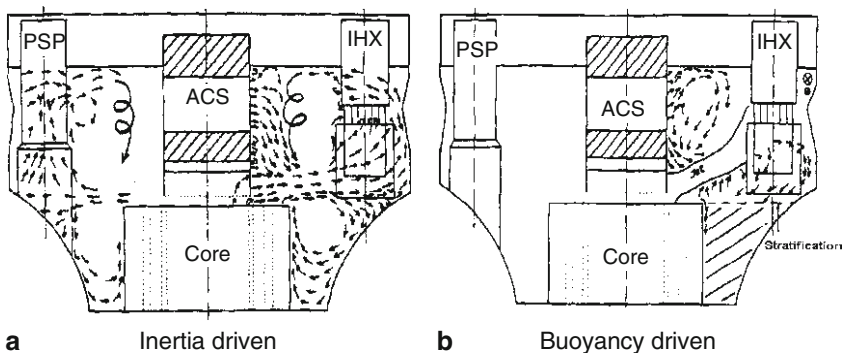 PSP
ACS
IHX
Core
PSP
ACS
IHX
Core
Stratification
a Inertia driven
b Buoyancy driven